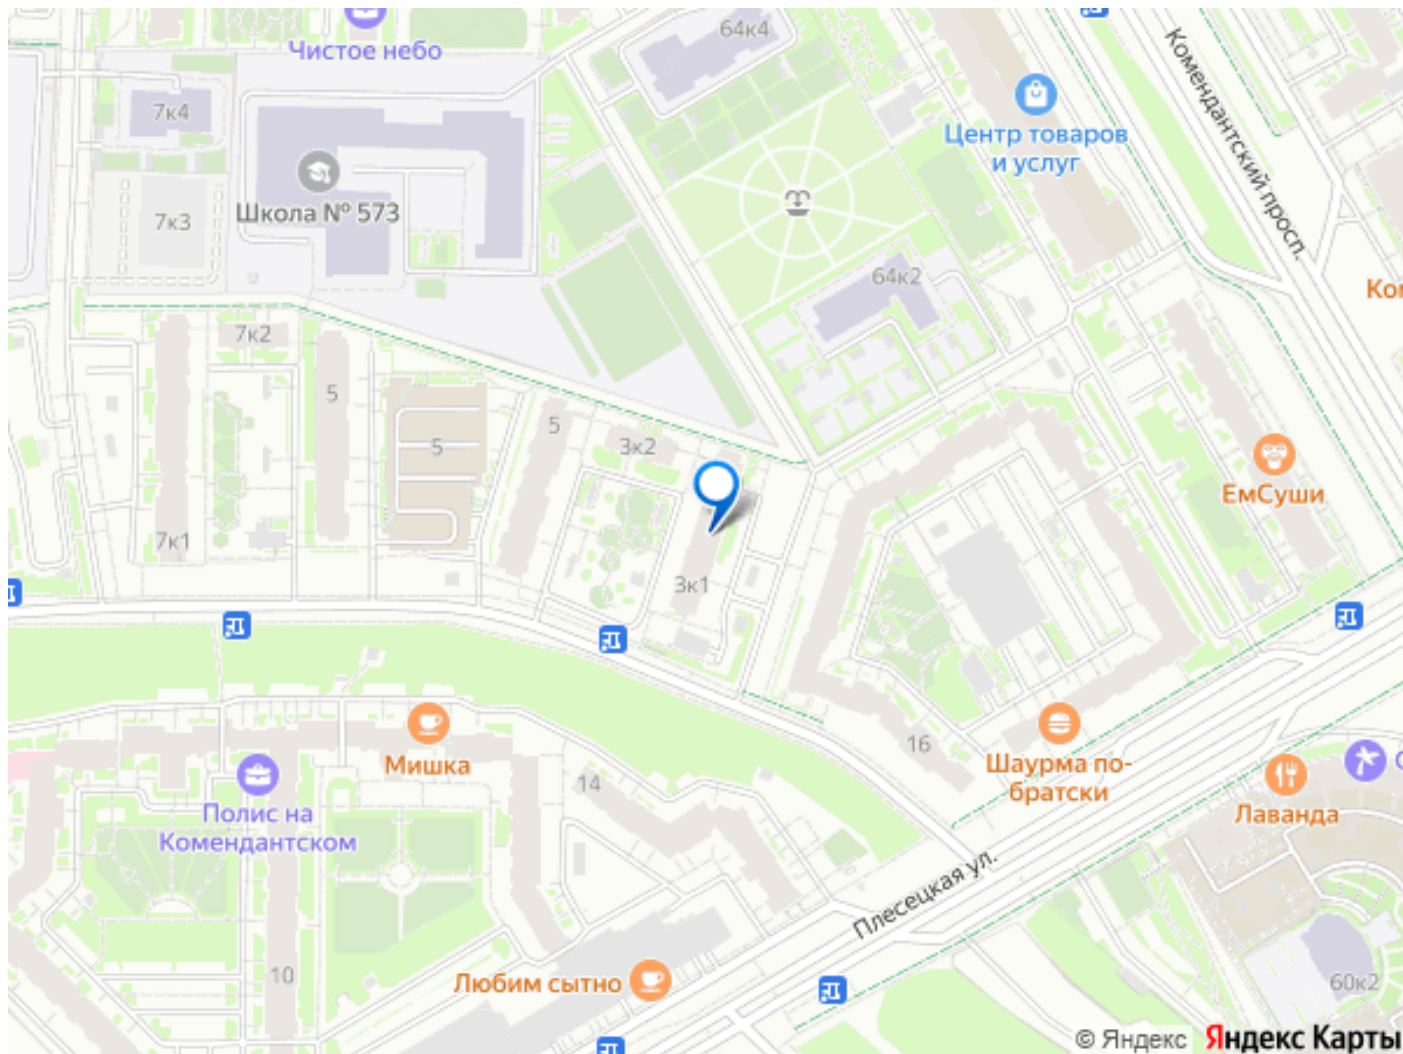 64к4
Чистое небо
Комендантский просп.
7к4
Центр товаров
и услуг
Школа № 573
7к3
64к2
7к2
5
5
5
3к2
ЕмСуши
7к1
3к1
16
Мишка
Шаурма по-
братски
14
Полис на
Комендантском
Лаванда
Плесецкая ул.
10
Любим сытно
60к2
© Яндекс Яндекс Карты